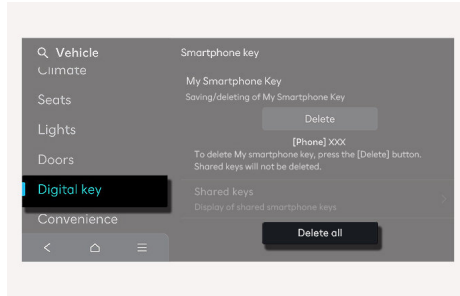 Vehicle
Climate
Seats
Lights
Doors
Digital key
Convenience
Smartphone key
My Smartphone Key
Saving/deleting of My Smartphone Key
Delete
[Phone] XXX
To delete My smartphone key, press the [Delete] button.
Shared keys will not be deleted.
Shared keys
Display of shared smartphone keys
Delete all